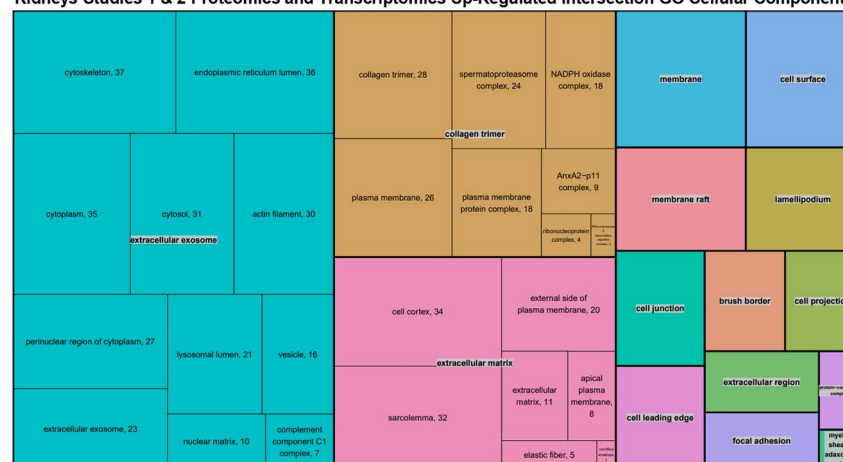 Kidneys Studies 1 & 2 Proteomics and Transcriptomics Up-Regulated Intersection GO Cellular Component
cytoskeleton, 37
endoplasmic reticulum lumen, 36
cytoplasm, 35
cytosol, 31
actin filament, 30
extracellular exosome
perinuclear region of cytoplasm, 27
lysosomal lumen, 21
vesicle, 16
extracellular exosome, 23
nuclear matrix, 10
complement
component C1
complex, 7
collagen trimer, 28
spermatoproteasome
complex, 24
NADPH oxidase
complex, 18
collagen trimer
plasma membrane, 26
plasma membrane
protein complex, 18
AnxA2−p11
complex, 9
ribonucleoprotein
complex, 4
cell cortex, 34
external side of
plasma membrane, 20
extracellular matrix
sarcolemma, 32
extracellular
matrix, 11
apical
plasma
membrane,
8
elastic fiber, 5
membrane
cell surface
membrane raft
lamellipodium
cell junction
brush border
cell projectio
extracellular region
cell leading edge
focal adhesion
myel
shea
adaxo